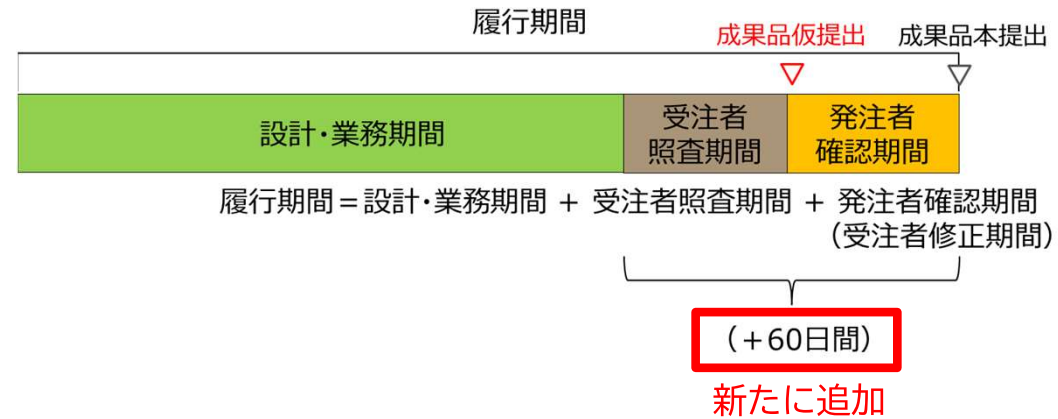 履行期間
成果品仮提出
成果品本提出
▽
▽
設計・業務期間
受注者
照査期間
発注者
確認期間
履行期間=設計・業務期間 + 受注者照査期間 + 発注者確認期間
(受注者修正期間)
(+60日間)
新たに追加